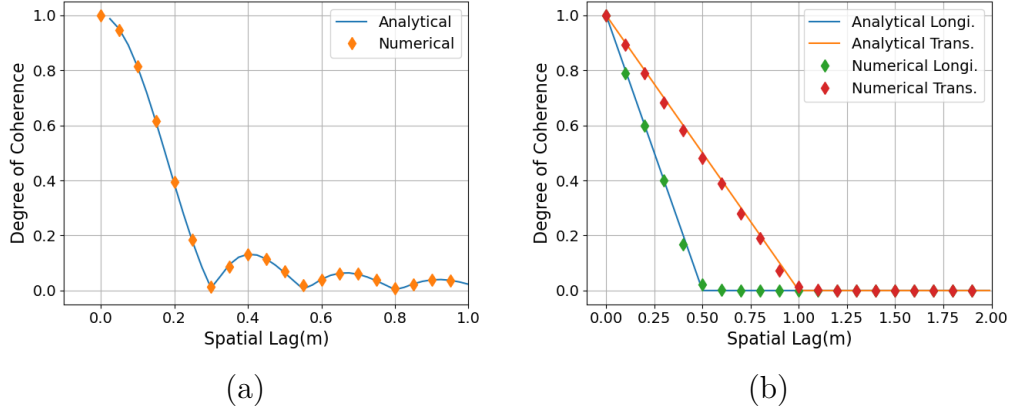 1.0
0.8
0.6
0.4
0.2
0.0
Degree of Coherence
Analytical
Numerical
0.0 0.2 0.4 0.6 0.8 1.0
Spatial Lag(m)
(a)
1.0
0.8
0.6
0.4
0.2
0.0
Degree of Coherence
Analytical Longi.
Analytical Trans.
Numerical Longi.
Numerical Trans.
0.00 0.25 0.50 0.75 1.00 1.25 1.50 1.75 2.00
Spatial Lag(m)
(b)